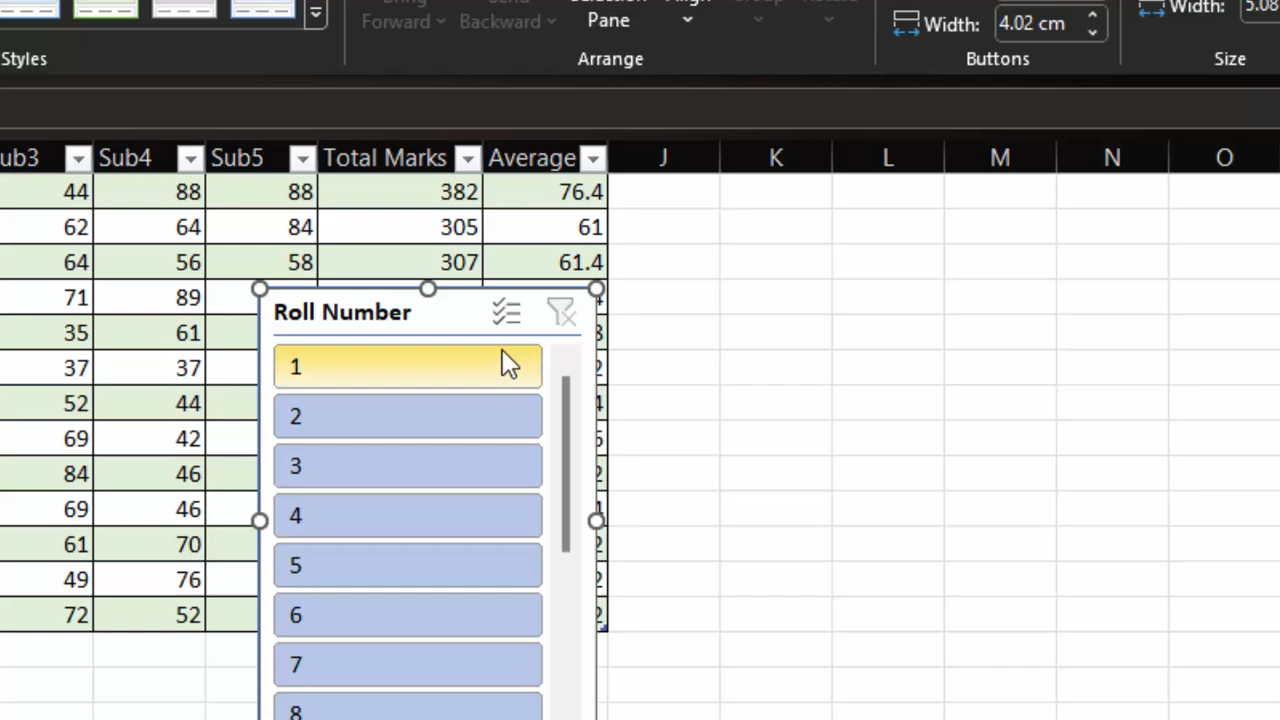 Forward Backward Pane
Width: 4.02 cm
Width: 5.08
Styles Arrange Buttons Size
Sub4 Sub5 Total Marks Average J K L M N O
44 88 88 382 76.4
62 64 84 305 61
64 56 58 307 61.4
71 89
35 61
37 37
52 44
69 42
84 46
69 46
61 70
49 76
72 52
Roll Number
1
2
3
4
5
6
7
8